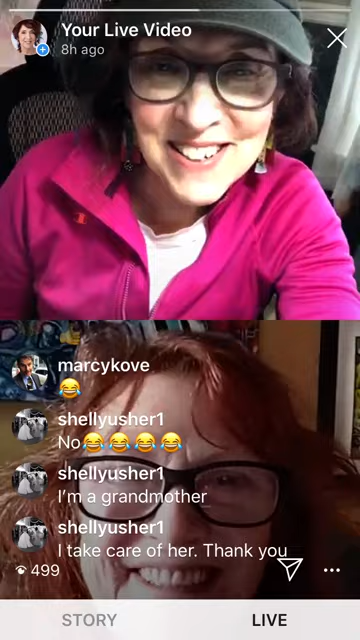 Your Live Video
8h ago
marcykove
😂
shellyusher1
No😂😂😂😂
shellyusher1
I'm a grandmother
shellyusher1
I take care of her. Thank you
499
STORY
LIVE